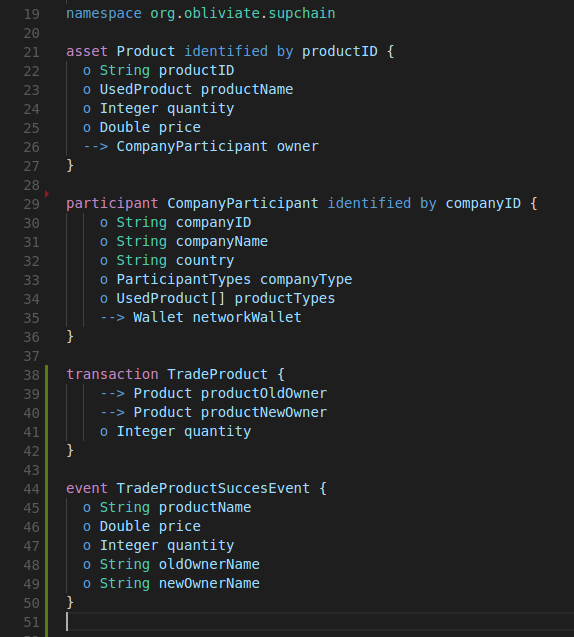 19 namespace org.obliviate.supchain
20
21 asset Product identified by productID {
22 o String productID
23 o UsedProduct productName
24 o Integer quantity
25 o Double price
26 --> CompanyParticipant owner
27 }
28
29 participant CompanyParticipant identified by companyID {
30 o String companyID
31 o String companyName
32 o String country
33 o ParticipantTypes companyType
34 o UsedProduct[] productTypes
35 --> Wallet networkWallet
36 }
37
38 transaction TradeProduct {
39 --> Product productOldOwner
40 --> Product productNewOwner
41 o Integer quantity
42 }
43
44 event TradeProductSuccesEvent {
45 o String productName
46 o Double price
47 o Integer quantity
48 o String oldOwnerName
49 o String newOwnerName
50 }
51